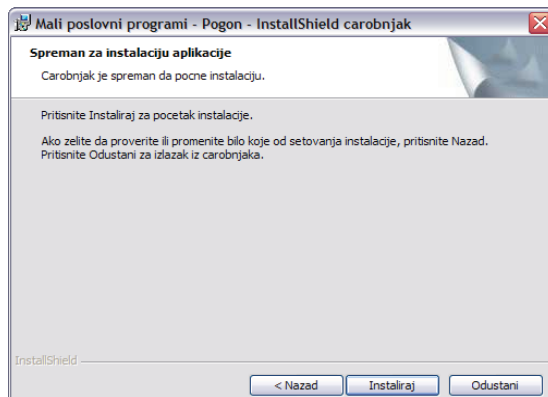 Mali poslovni programi - Pogon - InstallShield carobnjak
Spreman za instalaciju aplikacije
Carobnjak je spreman da pocne instalaciju.
Pritisnite Instaliraj za pocetak instalacije.
Ako zelite da proverite ili promenite bilo koje od setovanja instalacije, pritisnite Nazad.
Pritisnite Odustani za izlazak iz carobnjaka.
InstallShield
< Nazad Instaliraj Odustani